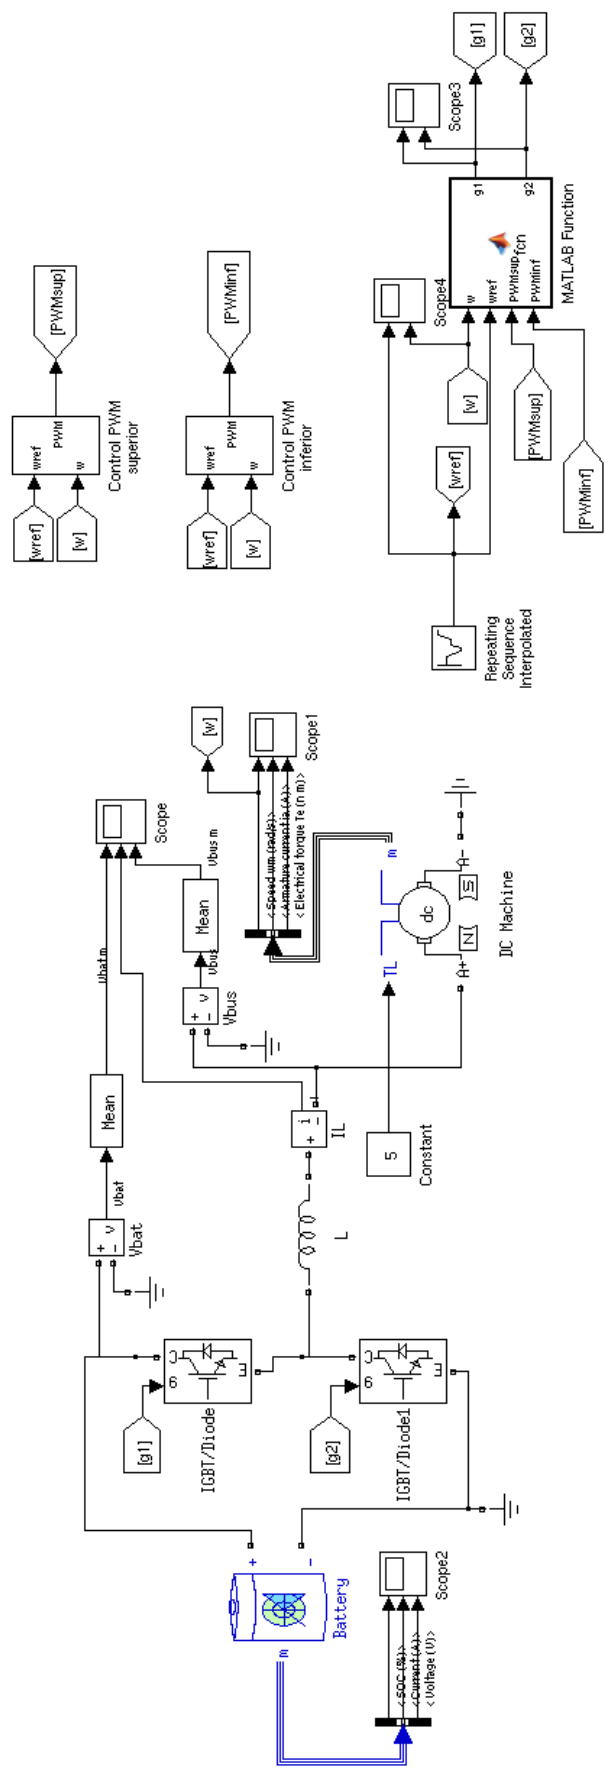 Battery
m
+
-
<SOC (%)>
<Current (A)>
<Voltage (V)>
Scope2
[g1]
g
C
E
IGBT/Diode
[g2]
g
C
E
IGBT/Diode1
+
-
v
Vbat
Vbat
Mean
Vbat m
L
+
-
i
IL
5
Constant
+
-
v
Vbus
Vbus
Mean
Vbus m
Scope
TL
m
A+
A-
dc
N
S
DC Machine
<Speed wm (rad/s)>
<Armature current ia (A)>
<Electrical torque Te (n m)>
[w]
Scope1
[wref]
[w]
wref
w
PWM
Control PWM
superior
[PWMsup]
[wref]
[w]
wref
w
PWM
Control PWM
inferior
[PWMinf]
Repeating
Sequence
Interpolated
[wref]
[w]
[PWMsup]
[PWMinf]
Scope4
w
wref
PWMsup
PWMinf
fcn
g1
g2
MATLAB Function
Scope3
[g1]
[g2]